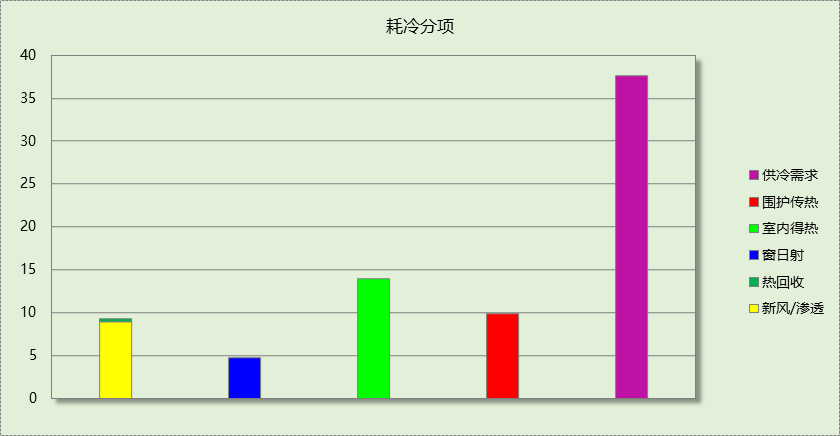 耗冷分项
40
35
30
25
20
15
10
5
0
供冷需求
围护传热
室内得热
窗日射
热回收
新风/渗透